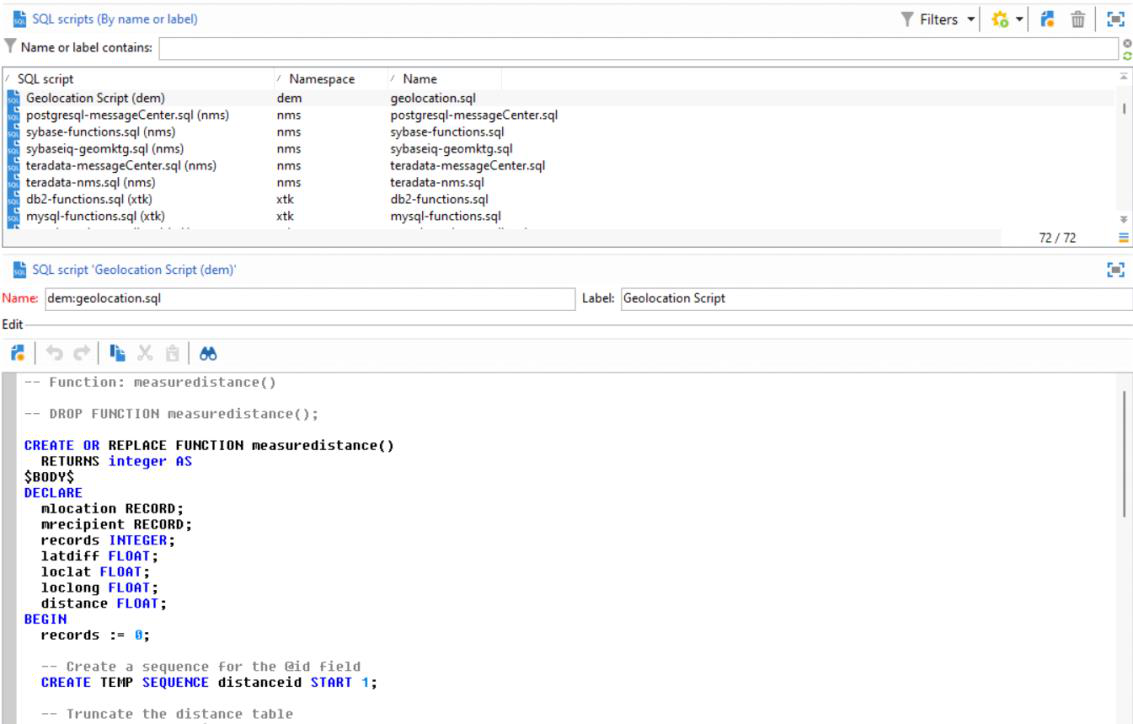 SQL scripts (By name or label)
Filters
Name or label contains:
SQL script Namespace Name
Geolocation Script (dem) dem geolocation.sql
postgresql-messageCenter.sql (nms) nms postgresql-messageCenter.sql
sybase-functions.sql (nms) nms sybase-functions.sql
sybaseiq-geomktg.sql (nms) nms sybaseiq-geomktg.sql
teradata-messageCenter.sql (nms) nms teradata-messageCenter.sql
teradata-nms.sql (nms) nms teradata-nms.sql
db2-functions.sql (xtk) xtk db2-functions.sql
mysql-functions.sql (xtk) xtk mysql-functions.sql
72 / 72
SQL script 'Geolocation Script (dem)'
Name: dem:geolocation.sql Label: Geolocation Script
Edit
-- Function: measuredistance()
-- DROP FUNCTION measuredistance();
CREATE OR REPLACE FUNCTION measuredistance()
RETURNS integer AS
$BODY$
DECLARE
mlocation RECORD;
mrecipient RECORD;
records INTEGER;
latdiff FLOAT;
loclat FLOAT;
loclong FLOAT;
distance FLOAT;
BEGIN
records := 0;
-- Create a sequence for the @id field
CREATE TEMP SEQUENCE distanceid START 1;
-- Truncate the distance table